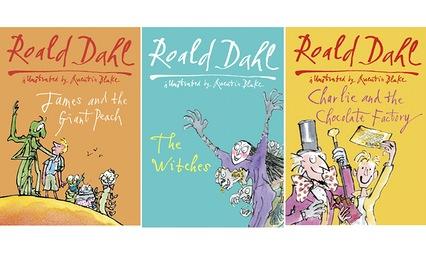 Roald Dahl
illustrated by Quentin Blake
James and the
Giant Peach
Roald Dahl
illustrated by Quentin Blake
The
Witches
Roald Dahl
illustrated by Quentin Blake
Charlie and the
Chocolate Factory